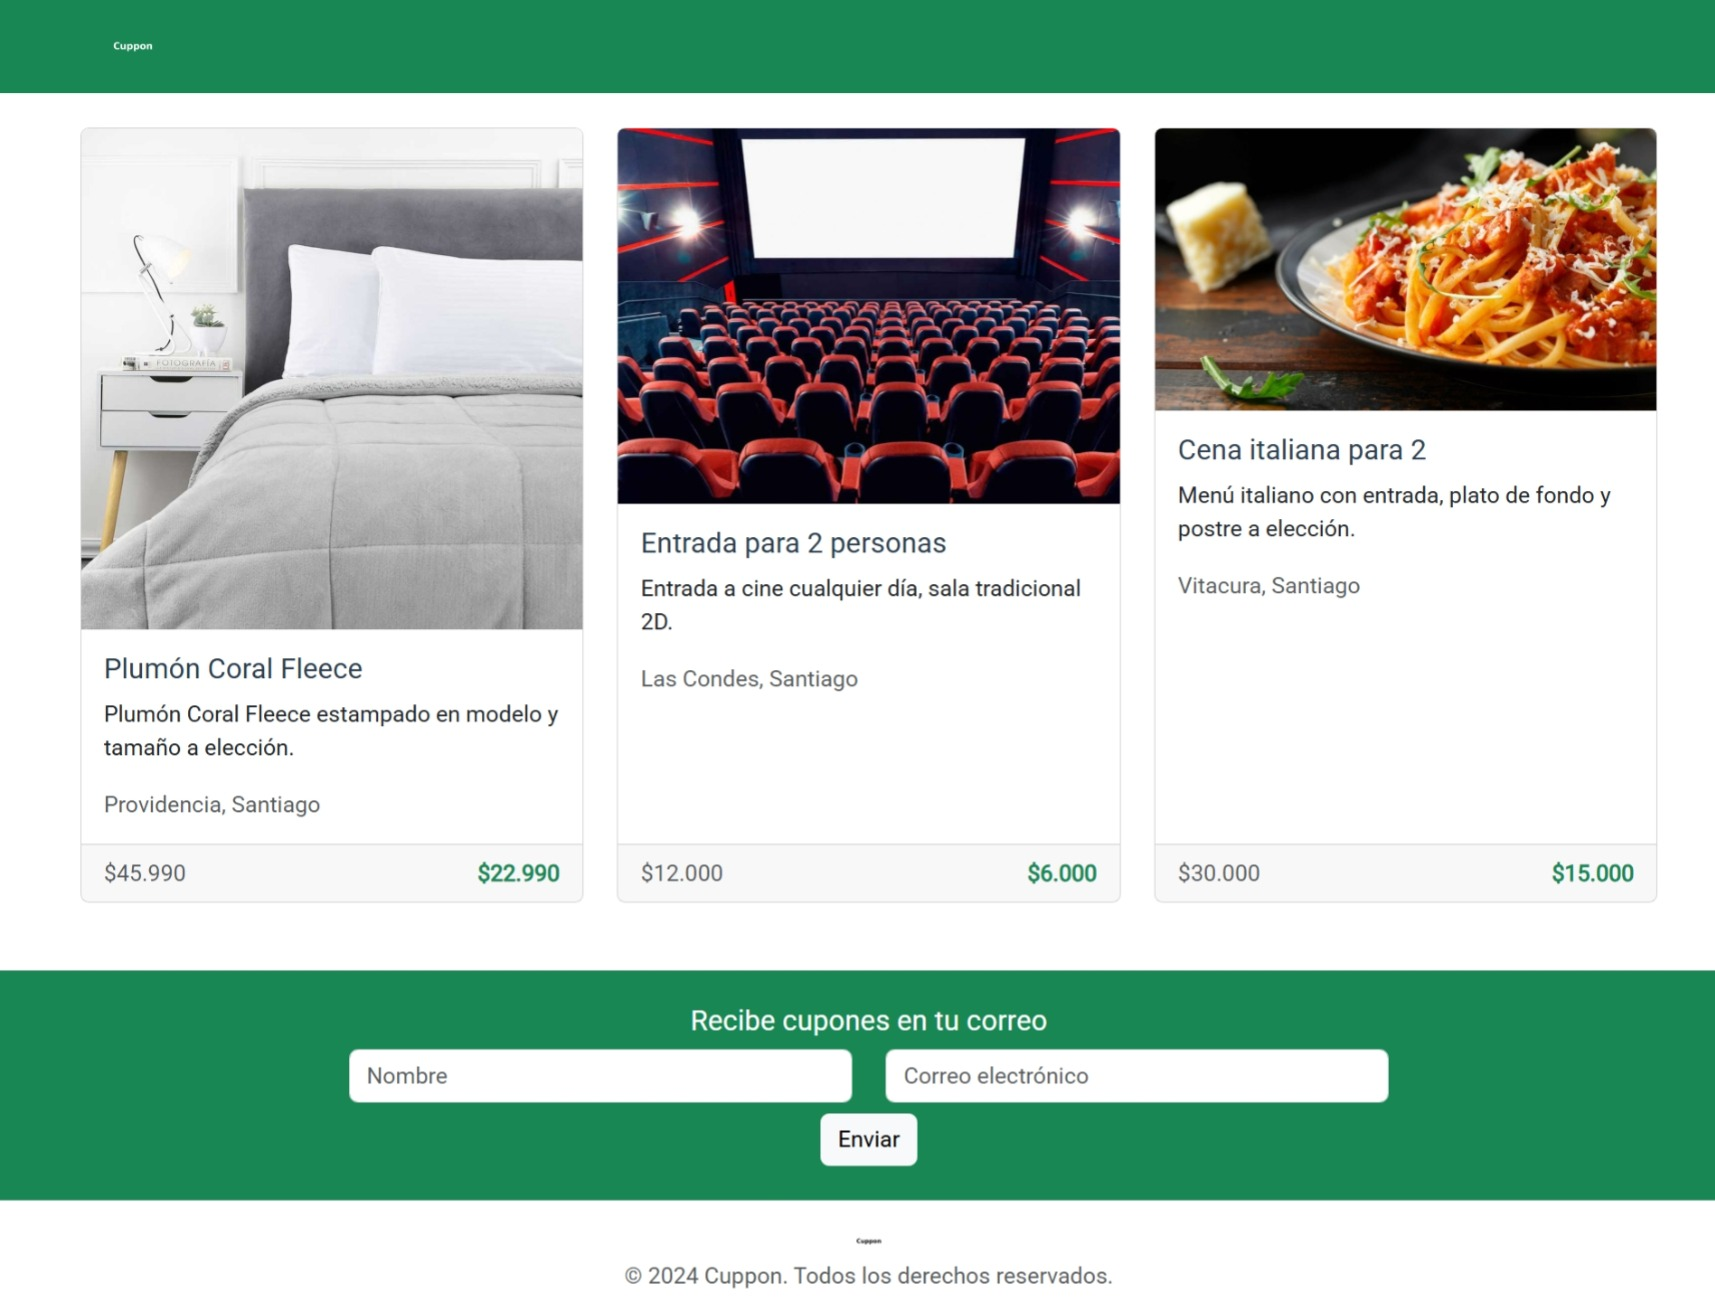 Cuppon
FOTOGRAFÍA
Plumón Coral Fleece
Plumón Coral Fleece estampado en modelo y
tamaño a elección.
Providencia, Santiago
$45.990
$22.990
Entrada para 2 personas
Entrada a cine cualquier día, sala tradicional
2D.
Las Condes, Santiago
$12.000
$6.000
Cena italiana para 2
Menú italiano con entrada, plato de fondo y
postre a elección.
Vitacura, Santiago
$30.000
$15.000
Recibe cupones en tu correo
Nombre
Correo electrónico
Enviar
Cuppon
© 2024 Cuppon. Todos los derechos reservados.